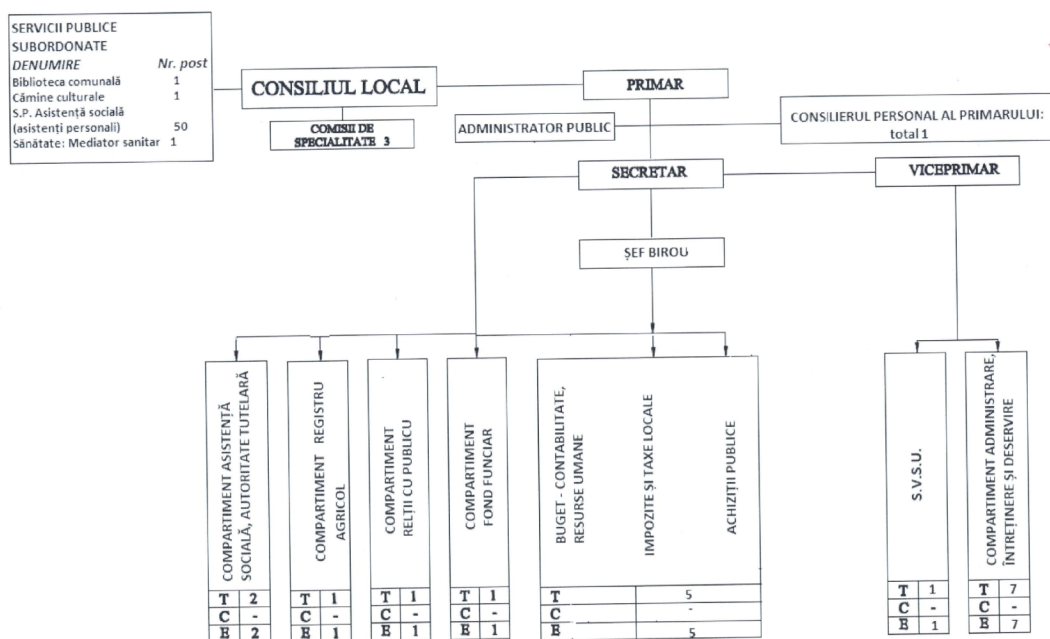 SERVICII PUBLICE
SUBORDONATE
DENUMIRE Nr. post
Biblioteca comunală 1
Cămine culturale 1
S.P. Asistență socială
(asistenți personali) 50
Sănătate: Mediator sanitar 1
CONSILIUL LOCAL
COMISII DE
SPECIALITATE 3
PRIMAR
ADMINISTRATOR PUBLIC
CONSILIERUL PERSONAL AL PRIMARULUI:
total 1
SECRETAR
VICEPRIMAR
ȘEF BIROU
COMPARTIMENT ASISTENȚĂ
SOCIALĂ, AUTORITATE TUTELARĂ
T 2
C -
E 2
COMPARTIMENT REGISTRU
AGRICOL
T 1
C -
E 1
COMPARTIMENT
RELȚII CU PUBLICU
T 1
C -
E 1
COMPARTIMENT
FOND FUNCIAR
T 1
C -
E 1
BUGET - CONTABILITATE,
RESURSE UMANE
IMPOZITE ȘI TAXE LOCALE
ACHIZIȚII PUBLICE
T 5
C -
E 5
S.V.S.U.
T 1
C -
E 1
COMPARTIMENT ADMINISTRARE,
ÎNTREȚINERE ȘI DESERVIRE
T 7
C -
E 7